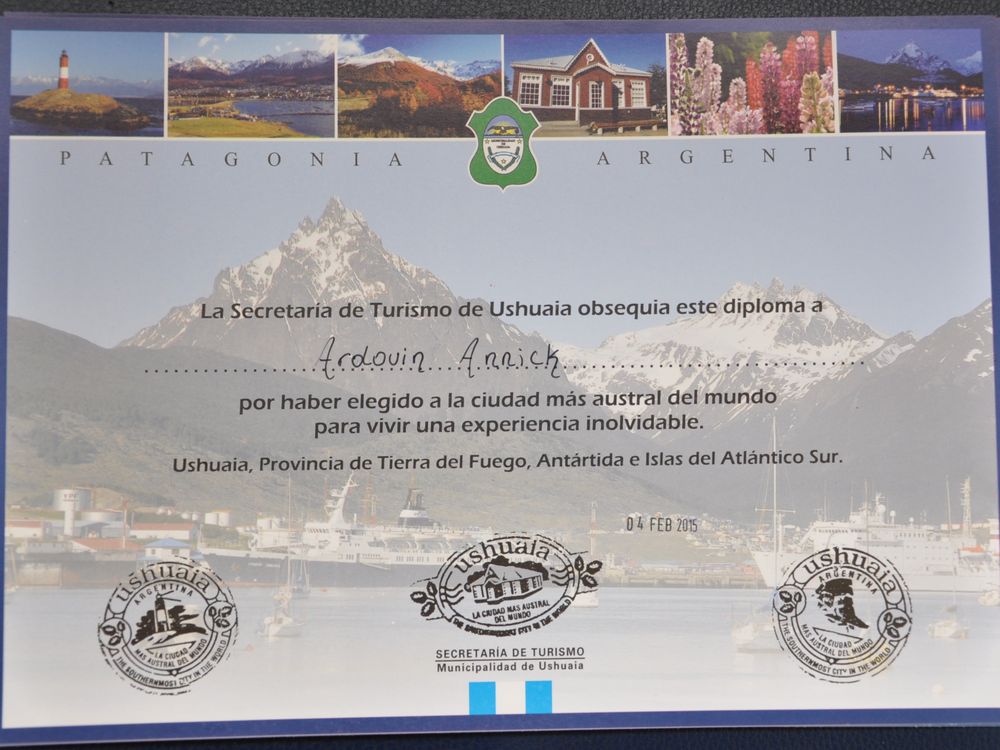 PATAGONIA ARGENTINA
MUNICIPALIDAD DE USHUAIA
La Secretaría de Turismo de Ushuaia obsequia este diploma a
Ardouin Annick
por haber elegido a la ciudad más austral del mundo
para vivir una experiencia inolvidable.
Ushuaia, Provincia de Tierra del Fuego, Antártida e Islas del Atlántico Sur.
YPF
04 FEB 2015
ushuaia
ARGENTINA
LA CIUDAD
MAS AUSTRAL DEL MUNDO
THE SOUTHERNMOST CITY IN THE WORLD
ushuaia
LA CIUDAD MAS AUSTRAL
DEL MUNDO
THE SOUTHERNMOST CITY IN THE WORLD
ushuaia
ARGENTINA
LA CIUDAD
MAS AUSTRAL DEL MUNDO
THE SOUTHERNMOST CITY IN THE WORLD
SECRETARÍA DE TURISMO
Municipalidad de Ushuaia